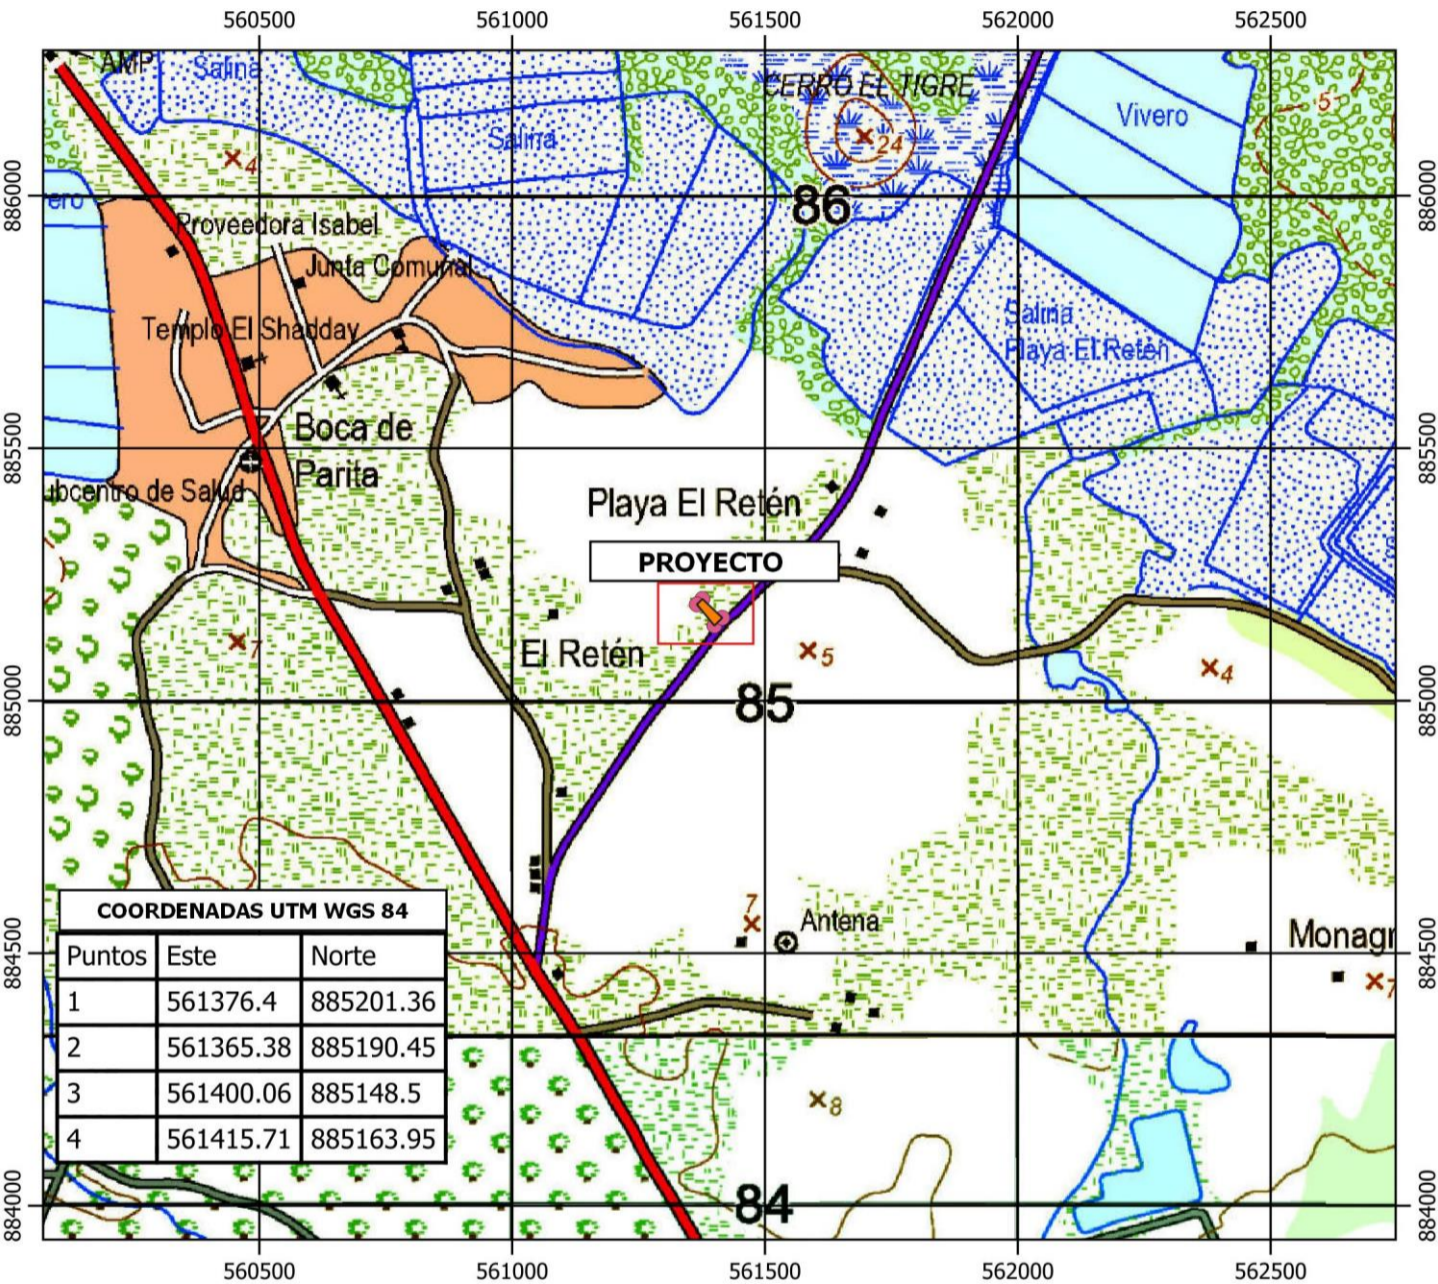 560500 561000 561500 562000 562500
AMP
Salina
CERRO EL TIGRE
5
Vivero
Salina
24
4
886000
886000
ero
86
Proveedora Isabel
Junta Comunal
Templo El Shadday
Salina
Playa El Retén
Boca de
Parita
885500
885500
ubcentro de Salud
Playa El Retén
S
PROYECTO
7
El Retén
5
4
885000
85
885000
COORDENADAS UTM WGS 84
Puntos Este Norte
1 561376.4 885201.36
2 561365.38 885190.45
3 561400.06 885148.5
4 561415.71 885163.95
7
Antena
Monagr
884500
884500
7
8
884000
84
884000
560500 561000 561500 562000 562500